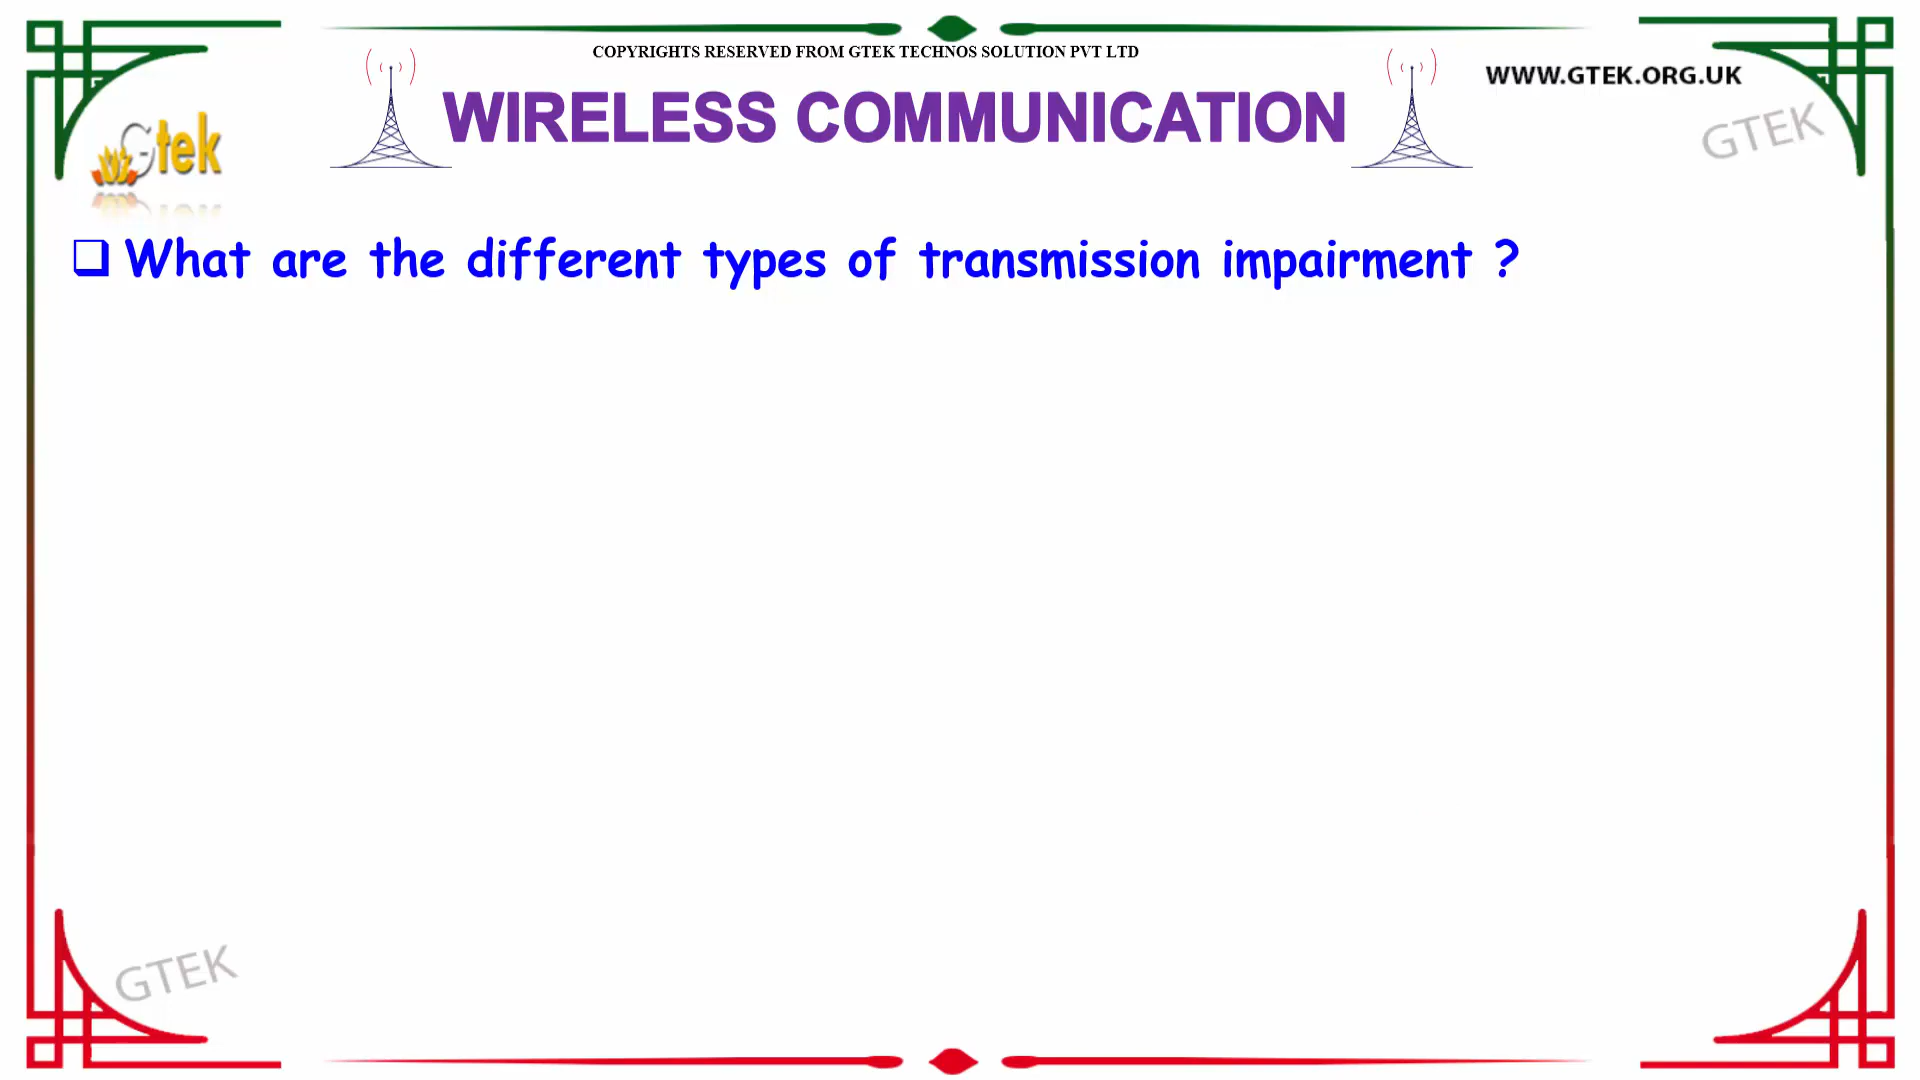 COPYRIGHTS RESERVED FROM GTEK TECHNOS SOLUTION PVT LTD
WWW.GTEK.ORG.UK
WIRELESS COMMUNICATION
GTEK
Gtek
❑ What are the different types of transmission impairment ?
GTEK